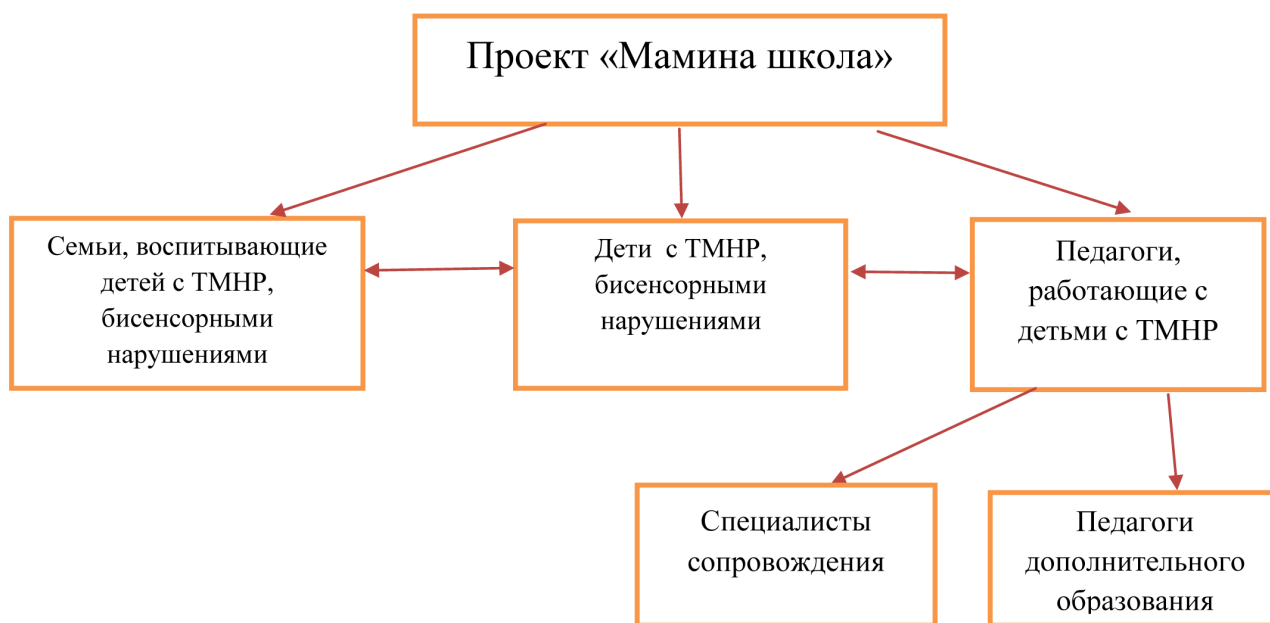 Проект «Мамина школа»
Семьи, воспитывающие
детей с ТМНР,
бисенсорными
нарушениями
Дети с ТМНР,
бисенсорными
нарушениями
Педагоги,
работающие с
детьми с ТМНР
Специалисты
сопровождения
Педагоги
дополнительного
образования